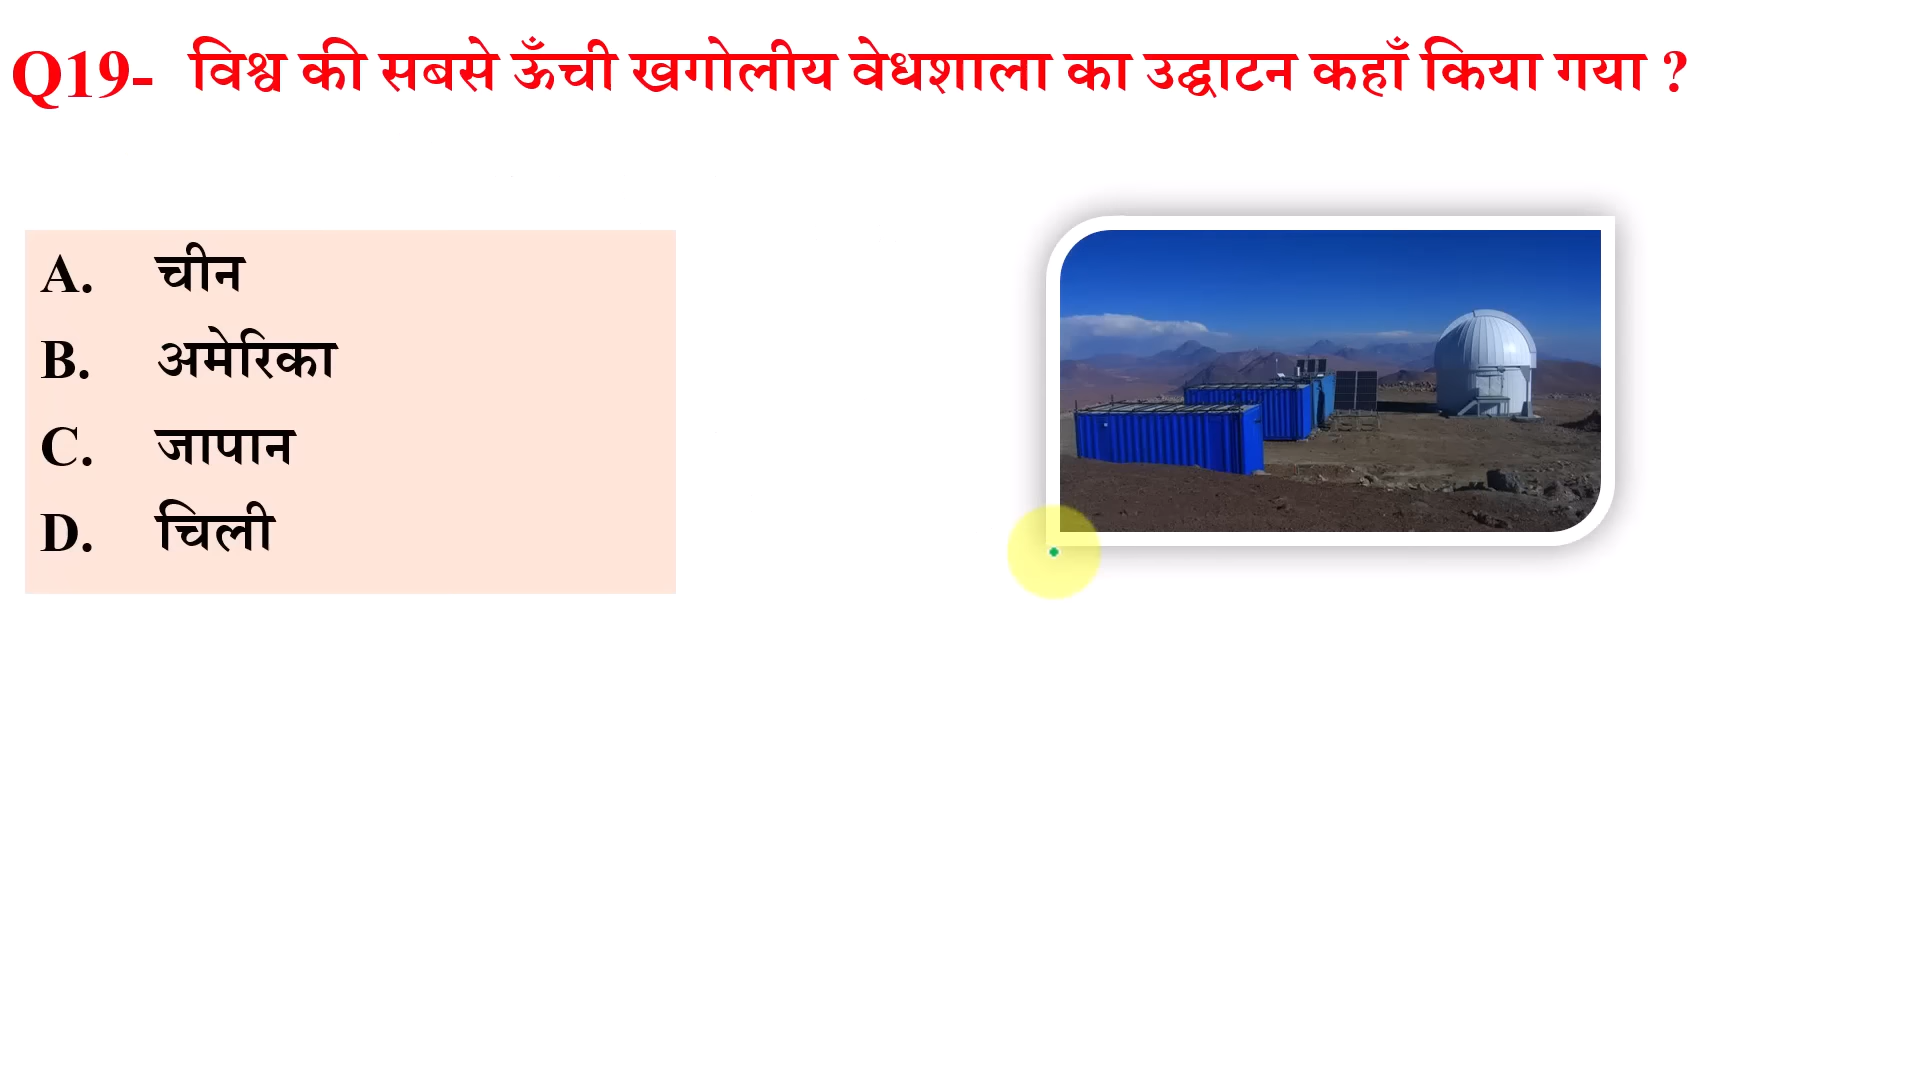 Q19- विश्व की सबसे ऊँची खगोलीय वेधशाला का उद्घाटन कहाँ किया गया ?
A. चीन
B. अमेरिका
C. जापान
D. चिली